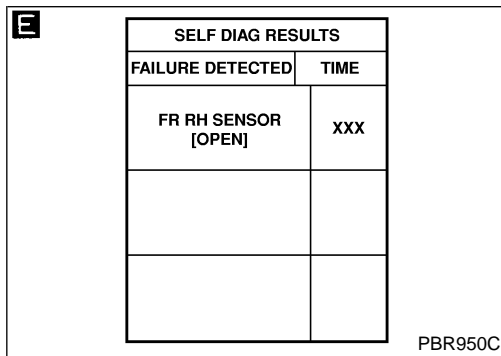 E
SELF DIAG RESULTS
FAILURE DETECTED TIME
FR RH SENSOR
[OPEN]
XXX
PBR950C